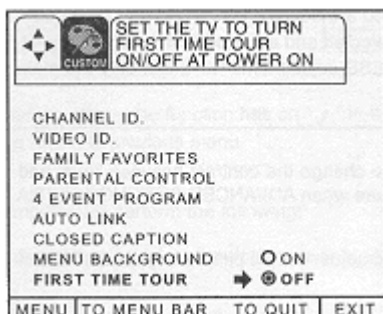 SET THE TV TO TURN
FIRST TIME TOUR
ON/OFF AT POWER ON
CUSTOM
CHANNEL ID.
VIDEO ID.
FAMILY FAVORITES
PARENTAL CONTROL
4 EVENT PROGRAM
AUTO LINK
CLOSED CAPTION
MENU BACKGROUND ON
FIRST TIME TOUR OFF
MENU TO MENU BAR TO QUIT EXIT